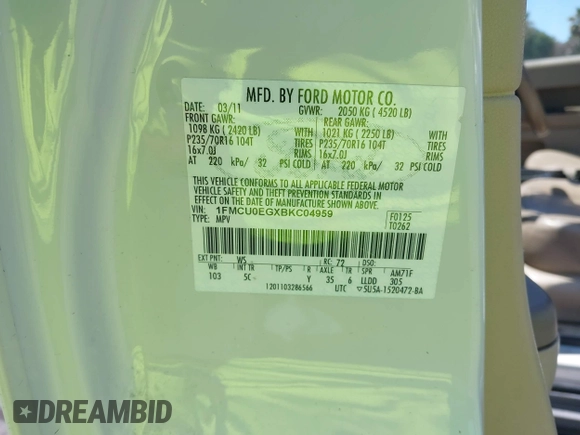 MFD. BY FORD MOTOR CO.
DATE: 03/11 GVWR: 2050 KG ( 4520 LB)
FRONT GAWR: REAR GAWR:
1098 KG ( 2420 LB) WITH 1021 KG ( 2250 LB) WITH
P235/70R16 104T TIRES P235/70R16 104T TIRES
16x7.0J RIMS 16x7.0J RIMS
AT 220 kPa/ 32 PSI COLD AT 220 kPa/ 32 PSI COLD
THIS VEHICLE CONFORMS TO ALL APPLICABLE FEDERAL MOTOR
VEHICLE SAFETY AND THEFT PREVENTION STANDARDS IN
EFFECT ON THE DATE OF MANUFACTURE SHOWN ABOVE.
VIN: 1FMCU0EGXBKC04959 F0125
TYPE: MPV T0262
EXT PNT: WS RC: 72 DSO:
WB INT TR TP/PS R AXLE TR SPR AM71F
103 5C Y 35 6 LLDD 305
1201103286566 UTC SU5A-1520472-BA
DREAMBID